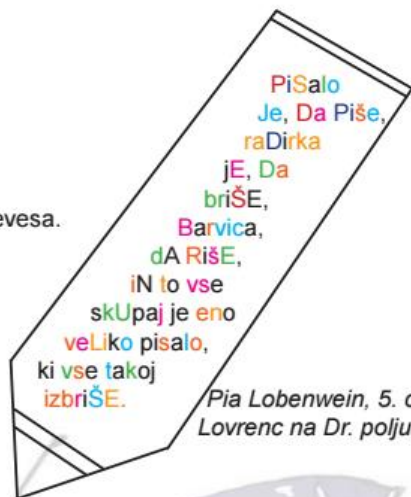 PiSalo
Je, Da Piše,
raDirka
jE, Da
briŠE,
evesa.
Barvica,
dA RišE,
iN to vse
skUpaj je eno
veLiko pisalo,
ki vse takoj
izbriŠE.
Pia Lobenwein, 5. 
Lovrenc na Dr. polju